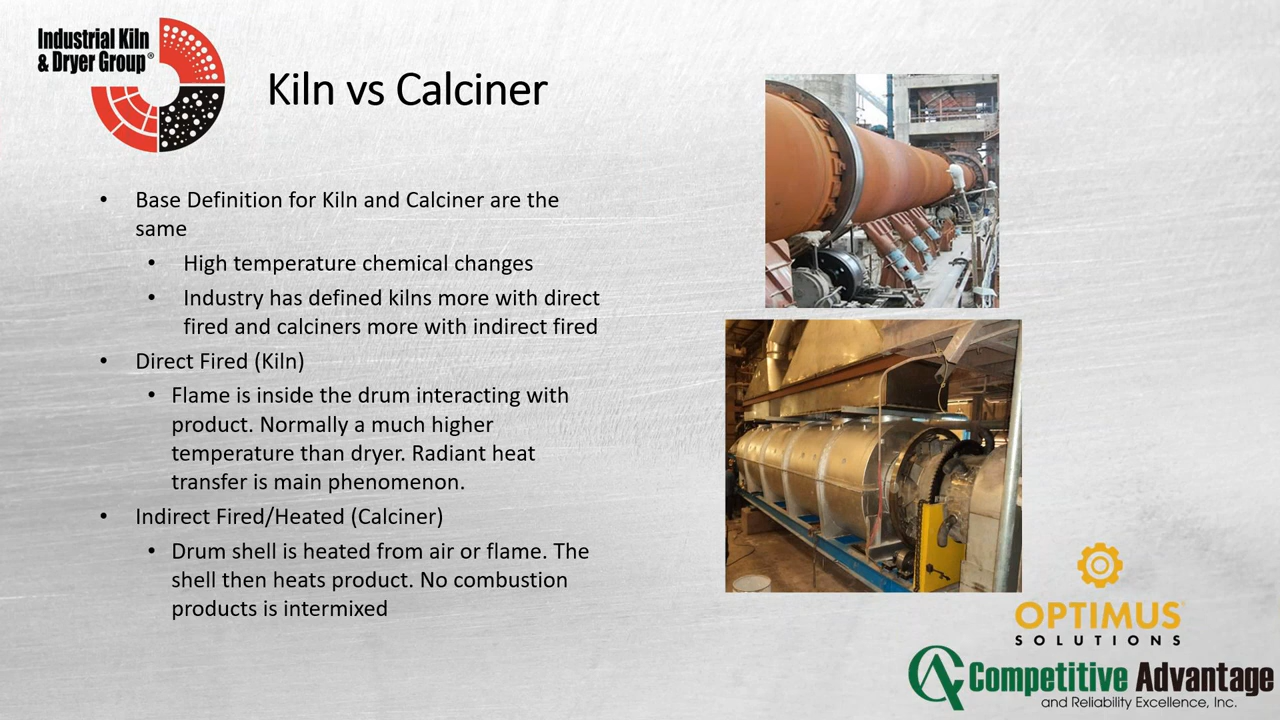 Industrial Kiln
& Dryer Group®
Kiln vs Calciner
• Base Definition for Kiln and Calciner are the
same
• High temperature chemical changes
• Industry has defined kilns more with direct
fired and calciners more with indirect fired
• Direct Fired (Kiln)
• Flame is inside the drum interacting with
product. Normally a much higher
temperature than dryer. Radiant heat
transfer is main phenomenon.
• Indirect Fired/Heated (Calciner)
• Drum shell is heated from air or flame. The
shell then heats product. No combustion
products is intermixed
OPTIMUS
SOLUTIONS
Competitive Advantage
and Reliability Excellence, Inc.